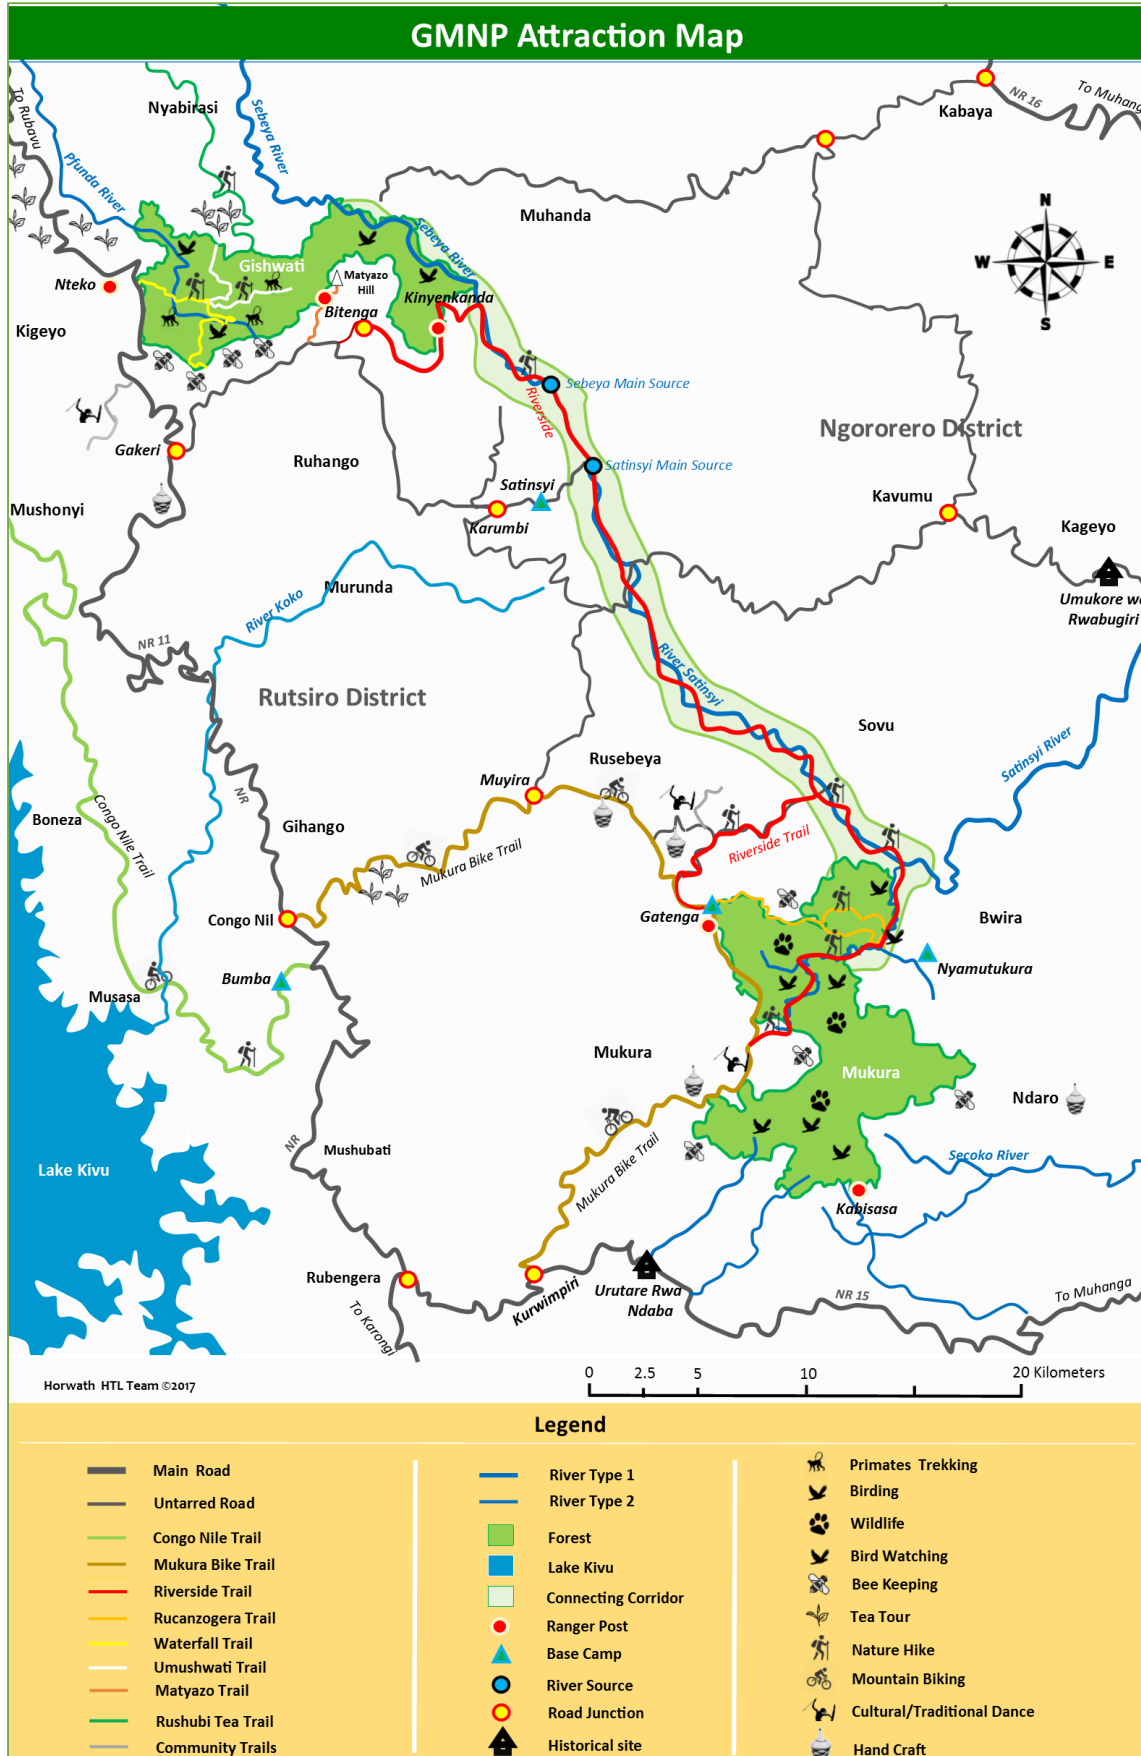 GMNP Attraction Map
To Rubavu
Nyabirasi
Sebeya River
Pfunda River
Kabaya
NR 16
To Muhang
Muhanda
N
W
E
S
Sebeya River
Gishwati
Matyazo
Hill
Nteko
Kinyenkanda
Bitenga
Kigeyo
Sebeya Main Source
Riverside
Ngororero District
Gakeri
Ruhango
Satinsyi Main Source
Satinsyi
Kavumu
Mushonyi
Karumbi
Kageyo
Murunda
River Koko
Umukore wa
Rwabugiri
NR 11
River Satinsyi
Rutsiro District
Sovu
Satinsyi River
Rusebeya
Muyira
NR
Boneza
Congo Nile Trail
Gihango
Mukura Bike Trail
Riverside Trail
Congo Nil
Gatenga
Bwira
Bumba
Nyamutukura
Musasa
Mukura
Mukura
Ndaro
NR
Mushubati
Lake Kivu
Mukura Bike Trail
Secoko River
Kabisasa
Rubengera
Kurwimpiri
Urutare Rwa
Ndaba
NR 15
To Muhanga
To Karongi
Horwath HTL Team ©2017
0 2.5 5 10 20 Kilometers
Legend
Main Road
Untarred Road
Congo Nile Trail
Mukura Bike Trail
Riverside Trail
Rucanzogera Trail
Waterfall Trail
Umushwati Trail
Matyazo Trail
Rushubi Tea Trail
Community Trails
River Type 1
River Type 2
Forest
Lake Kivu
Connecting Corridor
Ranger Post
Base Camp
River Source
Road Junction
Historical site
Primates Trekking
Birding
Wildlife
Bird Watching
Bee Keeping
Tea Tour
Nature Hike
Mountain Biking
Cultural/Traditional Dance
Hand Craft